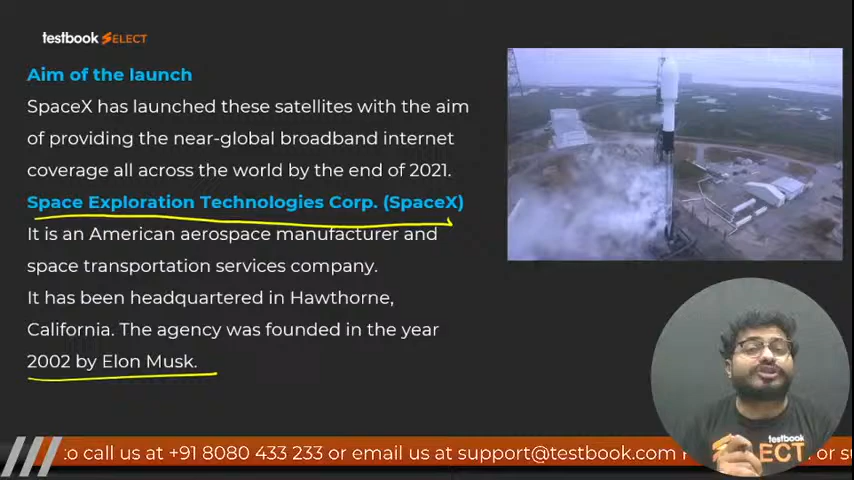 testbook SELECT
Aim of the launch
SpaceX has launched these satellites with the aim
of providing the near-global broadband internet
coverage all across the world by the end of 2021.
Space Exploration Technologies Corp. (SpaceX)
It is an American aerospace manufacturer and
space transportation services company.
It has been headquartered in Hawthorne,
California. The agency was founded in the year
2002 by Elon Musk.
testbook
ECT
to call us at +91 8080 433 233 or email us at support@testbook.com
or